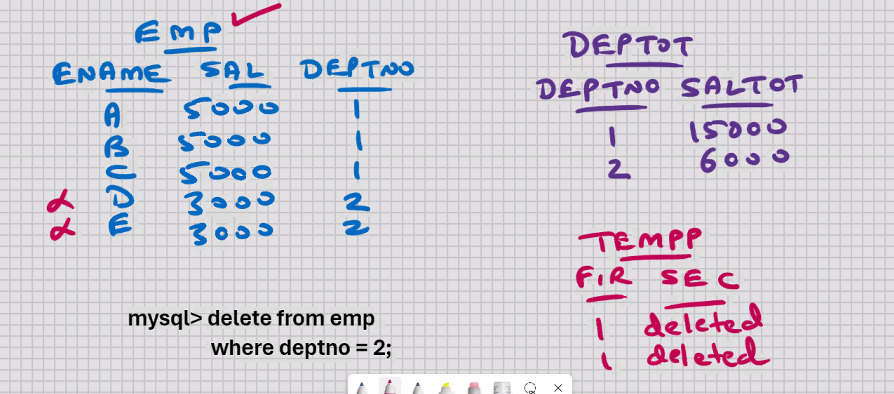 EMP
ENAME SAL DEPTNO
A 5000 1
B 5000 1
C 5000 1
D 3000 2
E 3000 2
mysql> delete from emp
where deptno = 2;
DEPTOT
DEPTNO SALTOT
1 15000
2 6000
TEMPP
FIR SEC
1 deleted
1 deleted